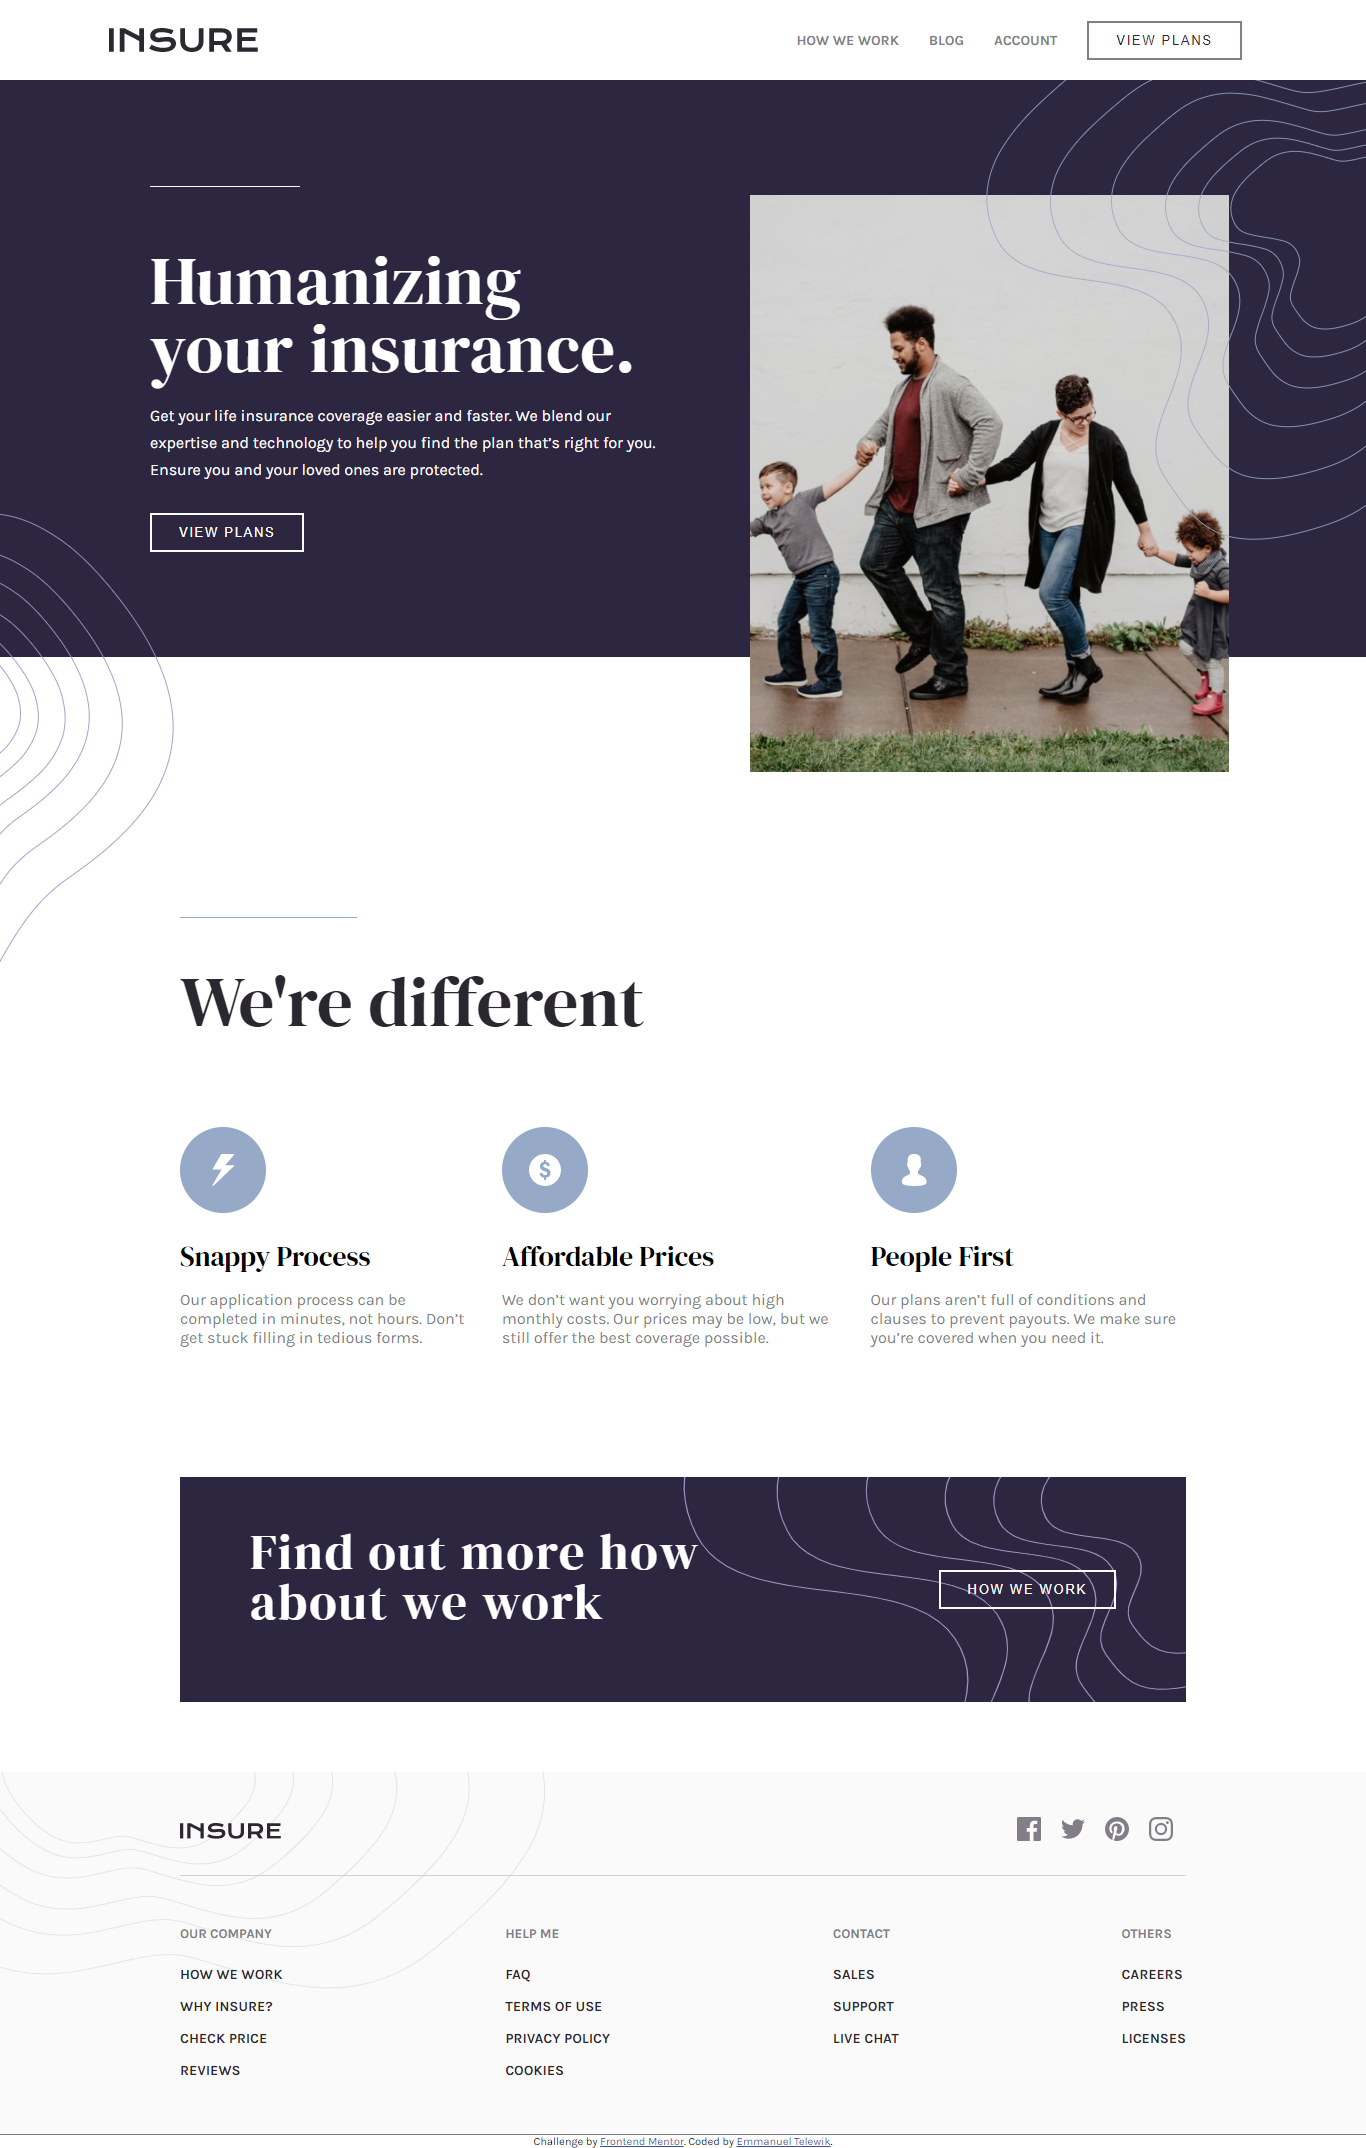 INSURE
HOW WE WORK
BLOG
ACCOUNT
VIEW PLANS
Humanizing
your insurance.
Get your life insurance coverage easier and faster. We blend our
expertise and technology to help you find the plan that’s right for you.
Ensure you and your loved ones are protected.
VIEW PLANS
We're different
Snappy Process
Our application process can be
completed in minutes, not hours. Don’t
get stuck filling in tedious forms.
Affordable Prices
We don’t want you worrying about high
monthly costs. Our prices may be low, but we
still offer the best coverage possible.
People First
Our plans aren’t full of conditions and
clauses to prevent payouts. We make sure
you’re covered when you need it.
Find out more how
about we work
HOW WE WORK
INSURE
OUR COMPANY
HOW WE WORK
WHY INSURE?
CHECK PRICE
REVIEWS
HELP ME
FAQ
TERMS OF USE
PRIVACY POLICY
COOKIES
CONTACT
SALES
SUPPORT
LIVE CHAT
OTHERS
CAREERS
PRESS
LICENSES
Challenge by Frontend Mentor. Coded by Emmanuel Telewik.